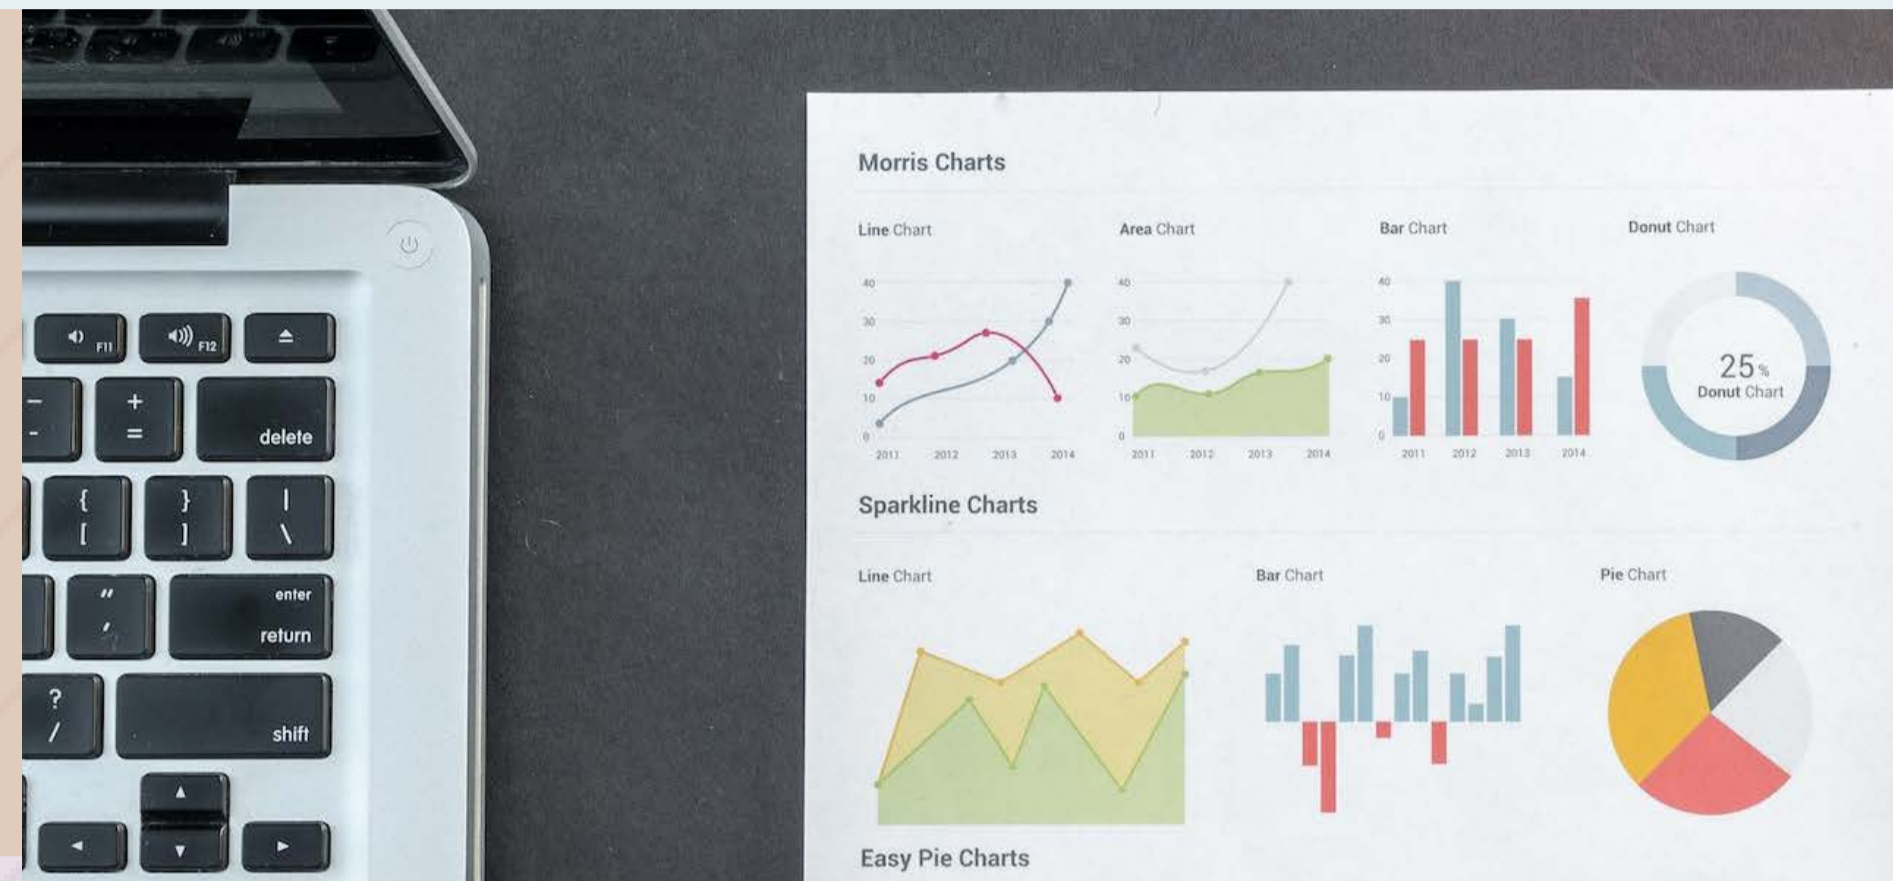 F11
F12
-
-
+
=
delete
{
[
}
]
|
\
"
'
enter
return
?
/
shift
Morris Charts
Line Chart
40
30
20
10
0
2011 2012 2013 2014
Area Chart
40
30
20
10
0
2011 2012 2013 2014
Bar Chart
40
30
20
10
0
2011 2012 2013 2014
Donut Chart
25%
Donut Chart
Sparkline Charts
Line Chart
Bar Chart
Pie Chart
Easy Pie Charts